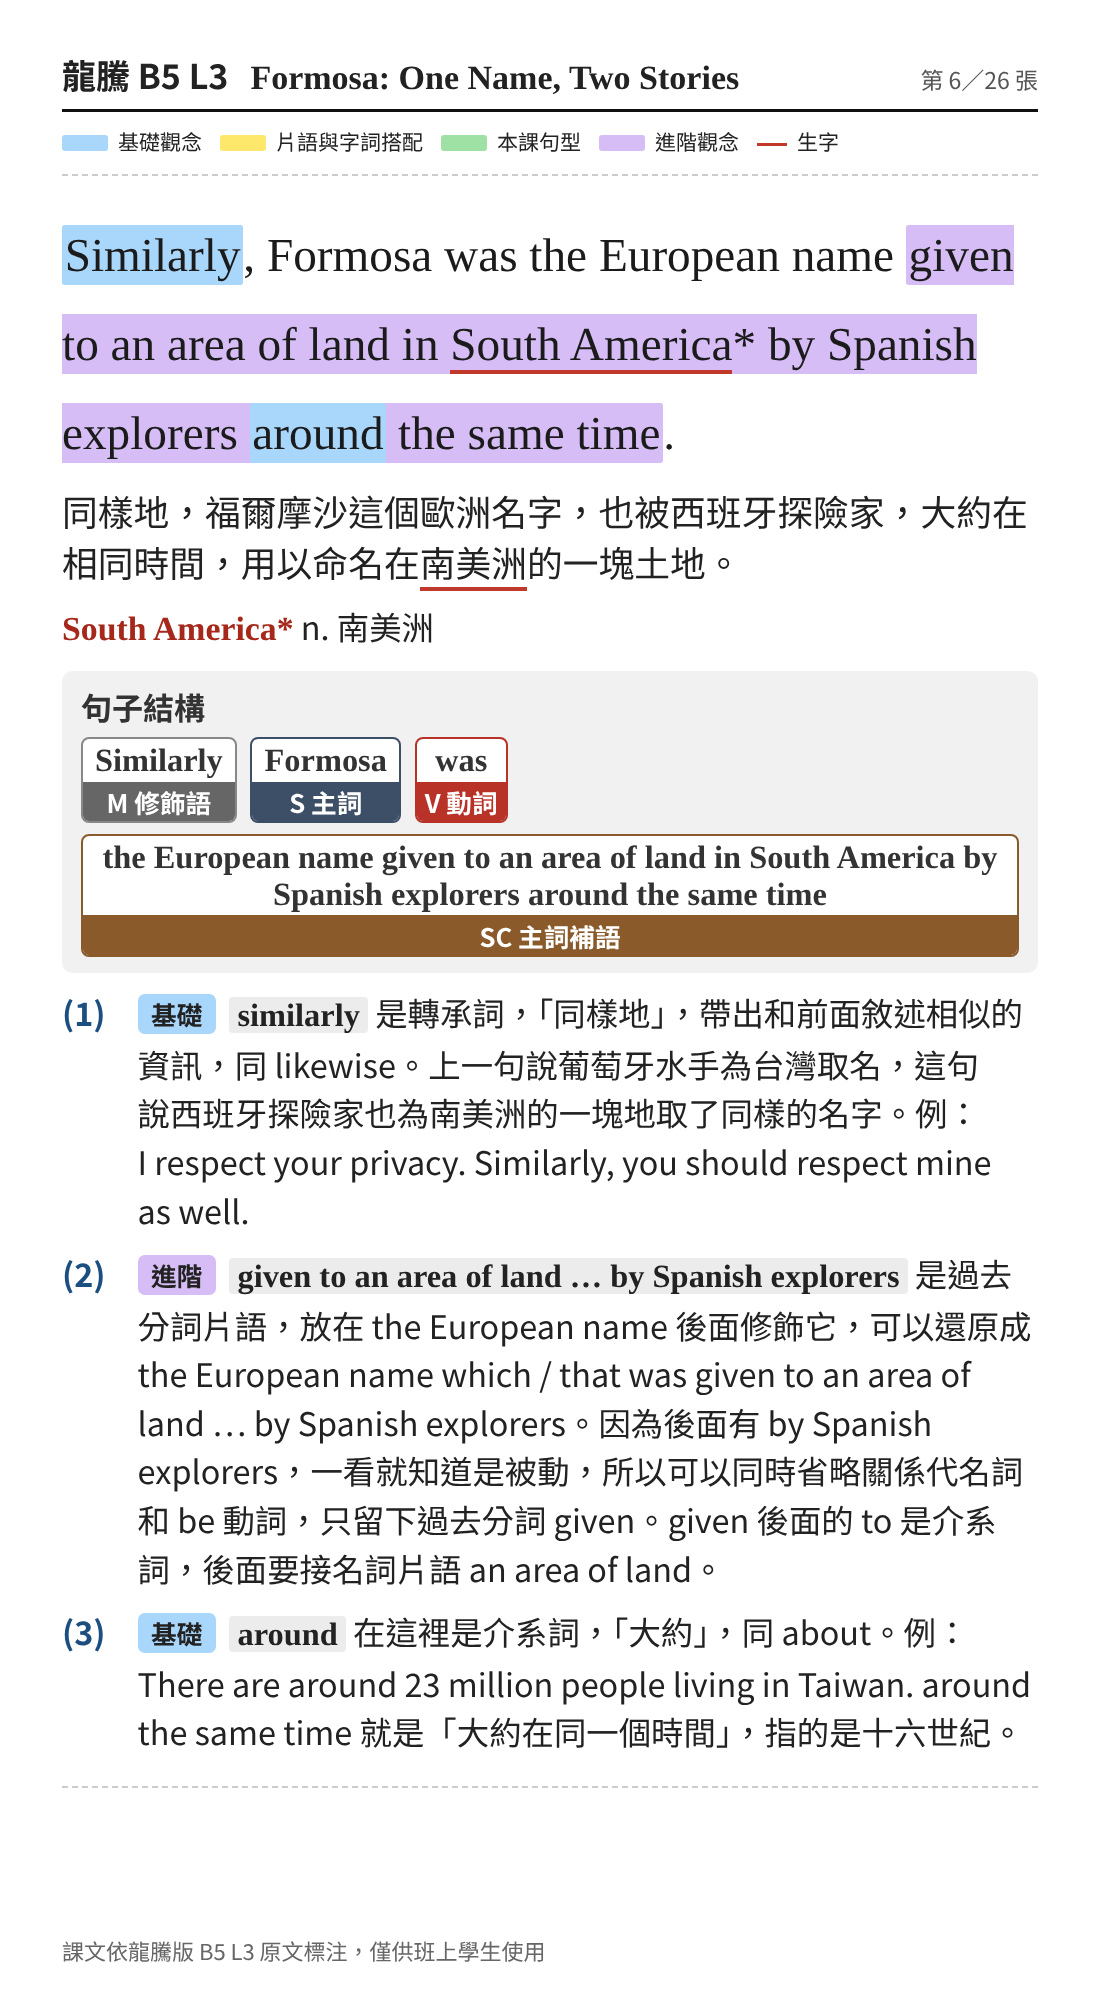 龍騰 B5 L3 Formosa: One Name, Two Stories 第 6／26 張
基礎觀念 片語與字詞搭配 本課句型 進階觀念 生字
Similarly, Formosa was the European name given
to an area of land in South America* by Spanish
explorers around the same time.
同樣地，福爾摩沙這個歐洲名字，也被西班牙探險家，大約在
相同時間，用以命名在南美洲的一塊土地。
South America* n. 南美洲
句子結構
Similarly Formosa was
M 修飾語 S 主詞 V 動詞
the European name given to an area of land in South America by
Spanish explorers around the same time
SC 主詞補語
(1) 基礎 similarly 是轉承詞，「同樣地」，帶出和前面敘述相似的
資訊，同 likewise。上一句說葡萄牙水手為台灣取名，這句
說西班牙探險家也為南美洲的一塊地取了同樣的名字。例：
I respect your privacy. Similarly, you should respect mine
as well.
(2) 進階 given to an area of land … by Spanish explorers 是過去
分詞片語，放在 the European name 後面修飾它，可以還原成
the European name which / that was given to an area of
land … by Spanish explorers。因為後面有 by Spanish
explorers，一看就知道是被動，所以可以同時省略關係代名詞
和 be 動詞，只留下過去分詞 given。given 後面的 to 是介系
詞，後面要接名詞片語 an area of land。
(3) 基礎 around 在這裡是介系詞，「大約」，同 about。例：
There are around 23 million people living in Taiwan. around
the same time 就是「大約在同一個時間」，指的是十六世紀。
課文依龍騰版 B5 L3 原文標注，僅供班上學生使用